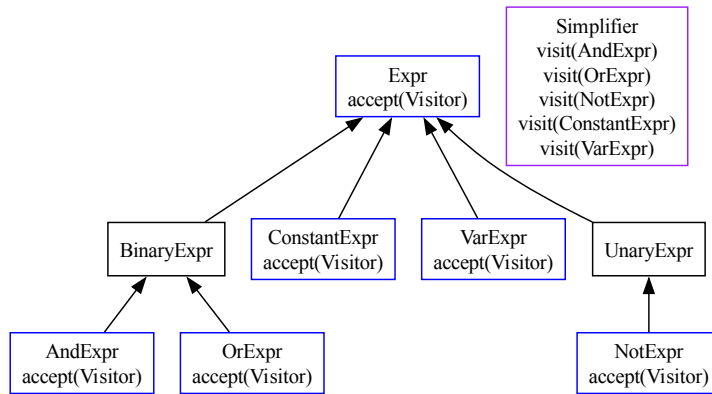 Simplifier
visit(AndExpr)
visit(OrExpr)
visit(NotExpr)
visit(ConstantExpr)
visit(VarExpr)
Expr
accept(Visitor)
BinaryExpr
ConstantExpr
accept(Visitor)
VarExpr
accept(Visitor)
UnaryExpr
AndExpr
accept(Visitor)
OrExpr
accept(Visitor)
NotExpr
accept(Visitor)